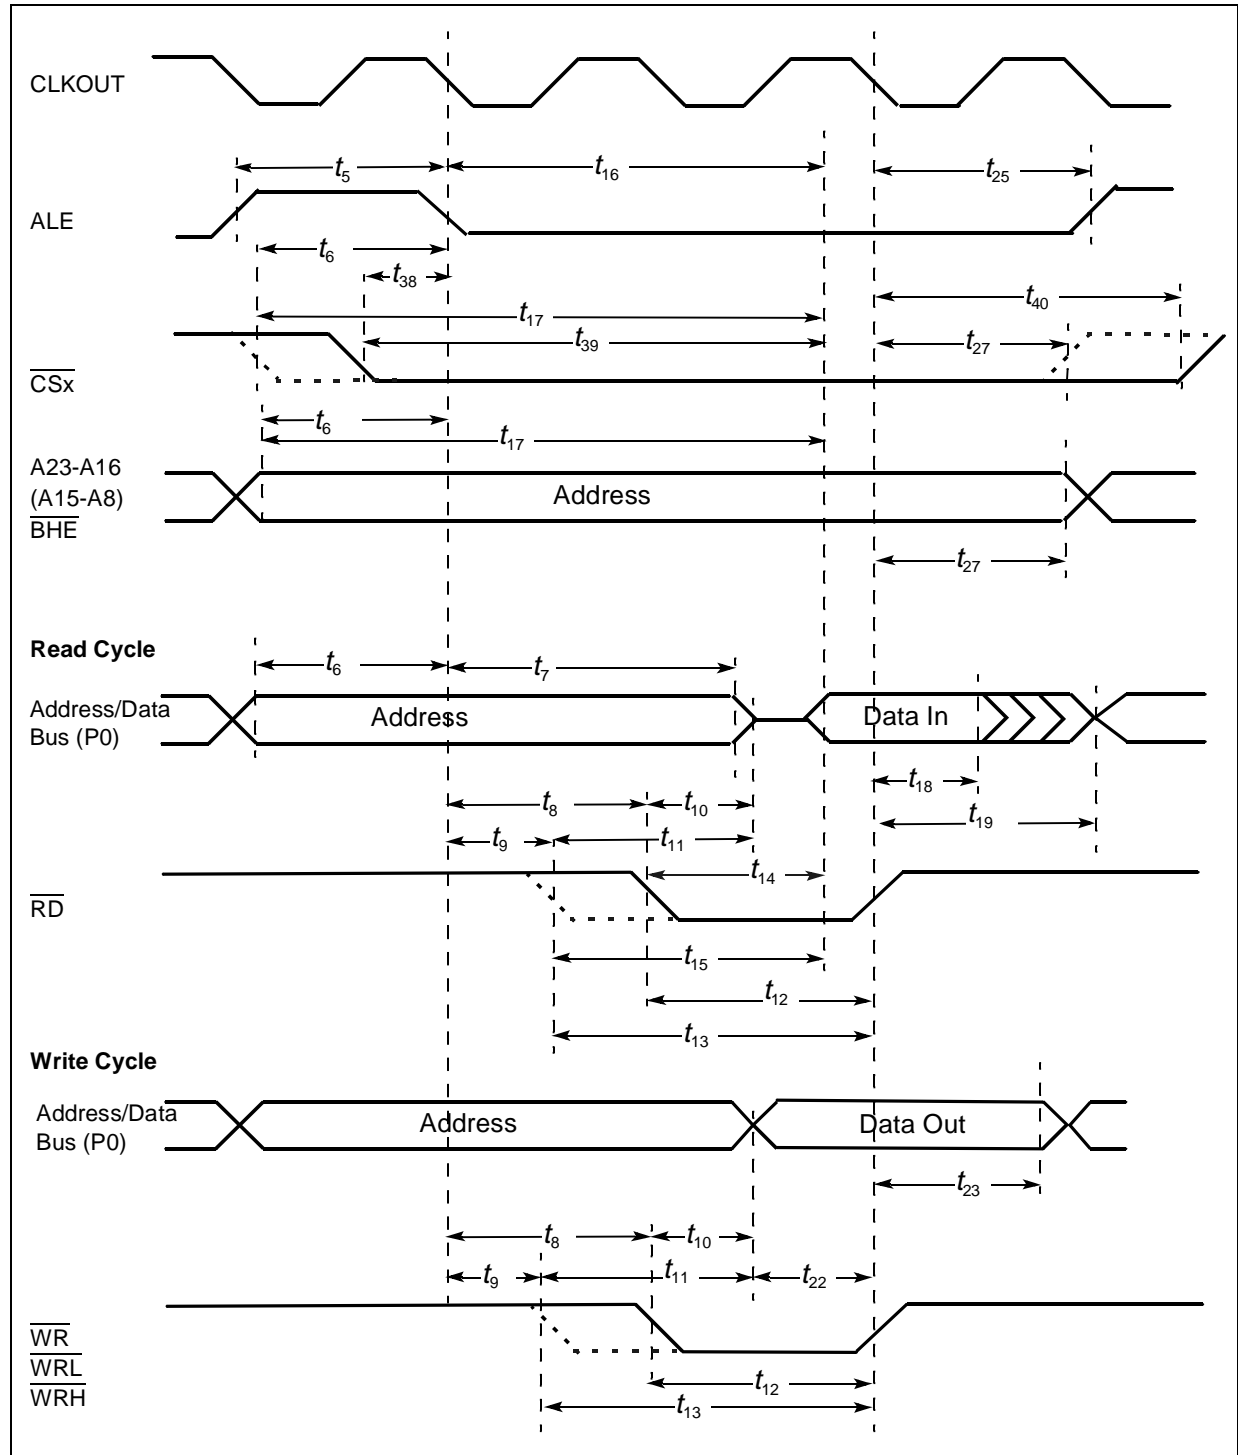 CLKOUT
t5 t16 t25
ALE
t6
t38
t40
t17
t39 t27
CSx
t6
t17
A23-A16
(A15-A8) Address
BHE
t27
Read Cycle
t6 t7
Address/Data Address Data In
Bus (P0)
t18
t8 t10
t19
t9 t11
t14
RD
t15
t12
t13
Write Cycle
Address/Data Address Data Out
Bus (P0)
t23
t8 t10
t9 t11 t22
WR
WRL
t12
WRH
t13